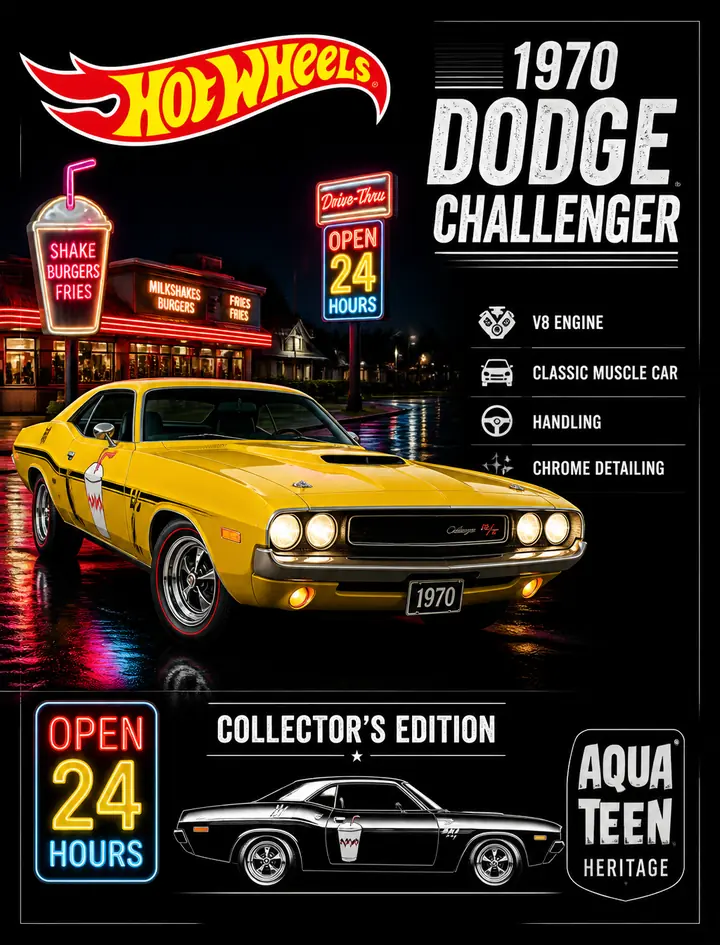 HOT WHEELS
®
1970
DODGE
CHALLENGER
Drive-Thru
OPEN
24
HOURS
SHAKE
BURGERS
FRIES
MILKSHAKES
BURGERS
FRIES
FRIES
V8 ENGINE
CLASSIC MUSCLE CAR
HANDLING
CHROME DETAILING
Challenger R/T
1970
OPEN
24
HOURS
COLLECTOR'S EDITION
AQUA
TEEN
HERITAGE